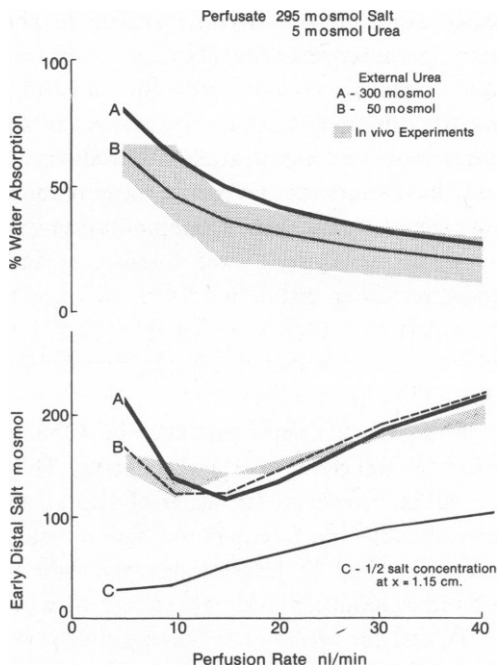 Perfusate 295 mosmol Salt
5 mosmol Urea
External Urea
A - 300 mosmol
B - 50 mosmol
In vivo Experiments
100
50
0
% Water Absorption
A
B
200
100
0
Early Distal Salt mosmol
A
B
C
C - 1/2 salt concentration
at x = 1.15 cm.
0
10
20
30
40
Perfusion Rate nl/min